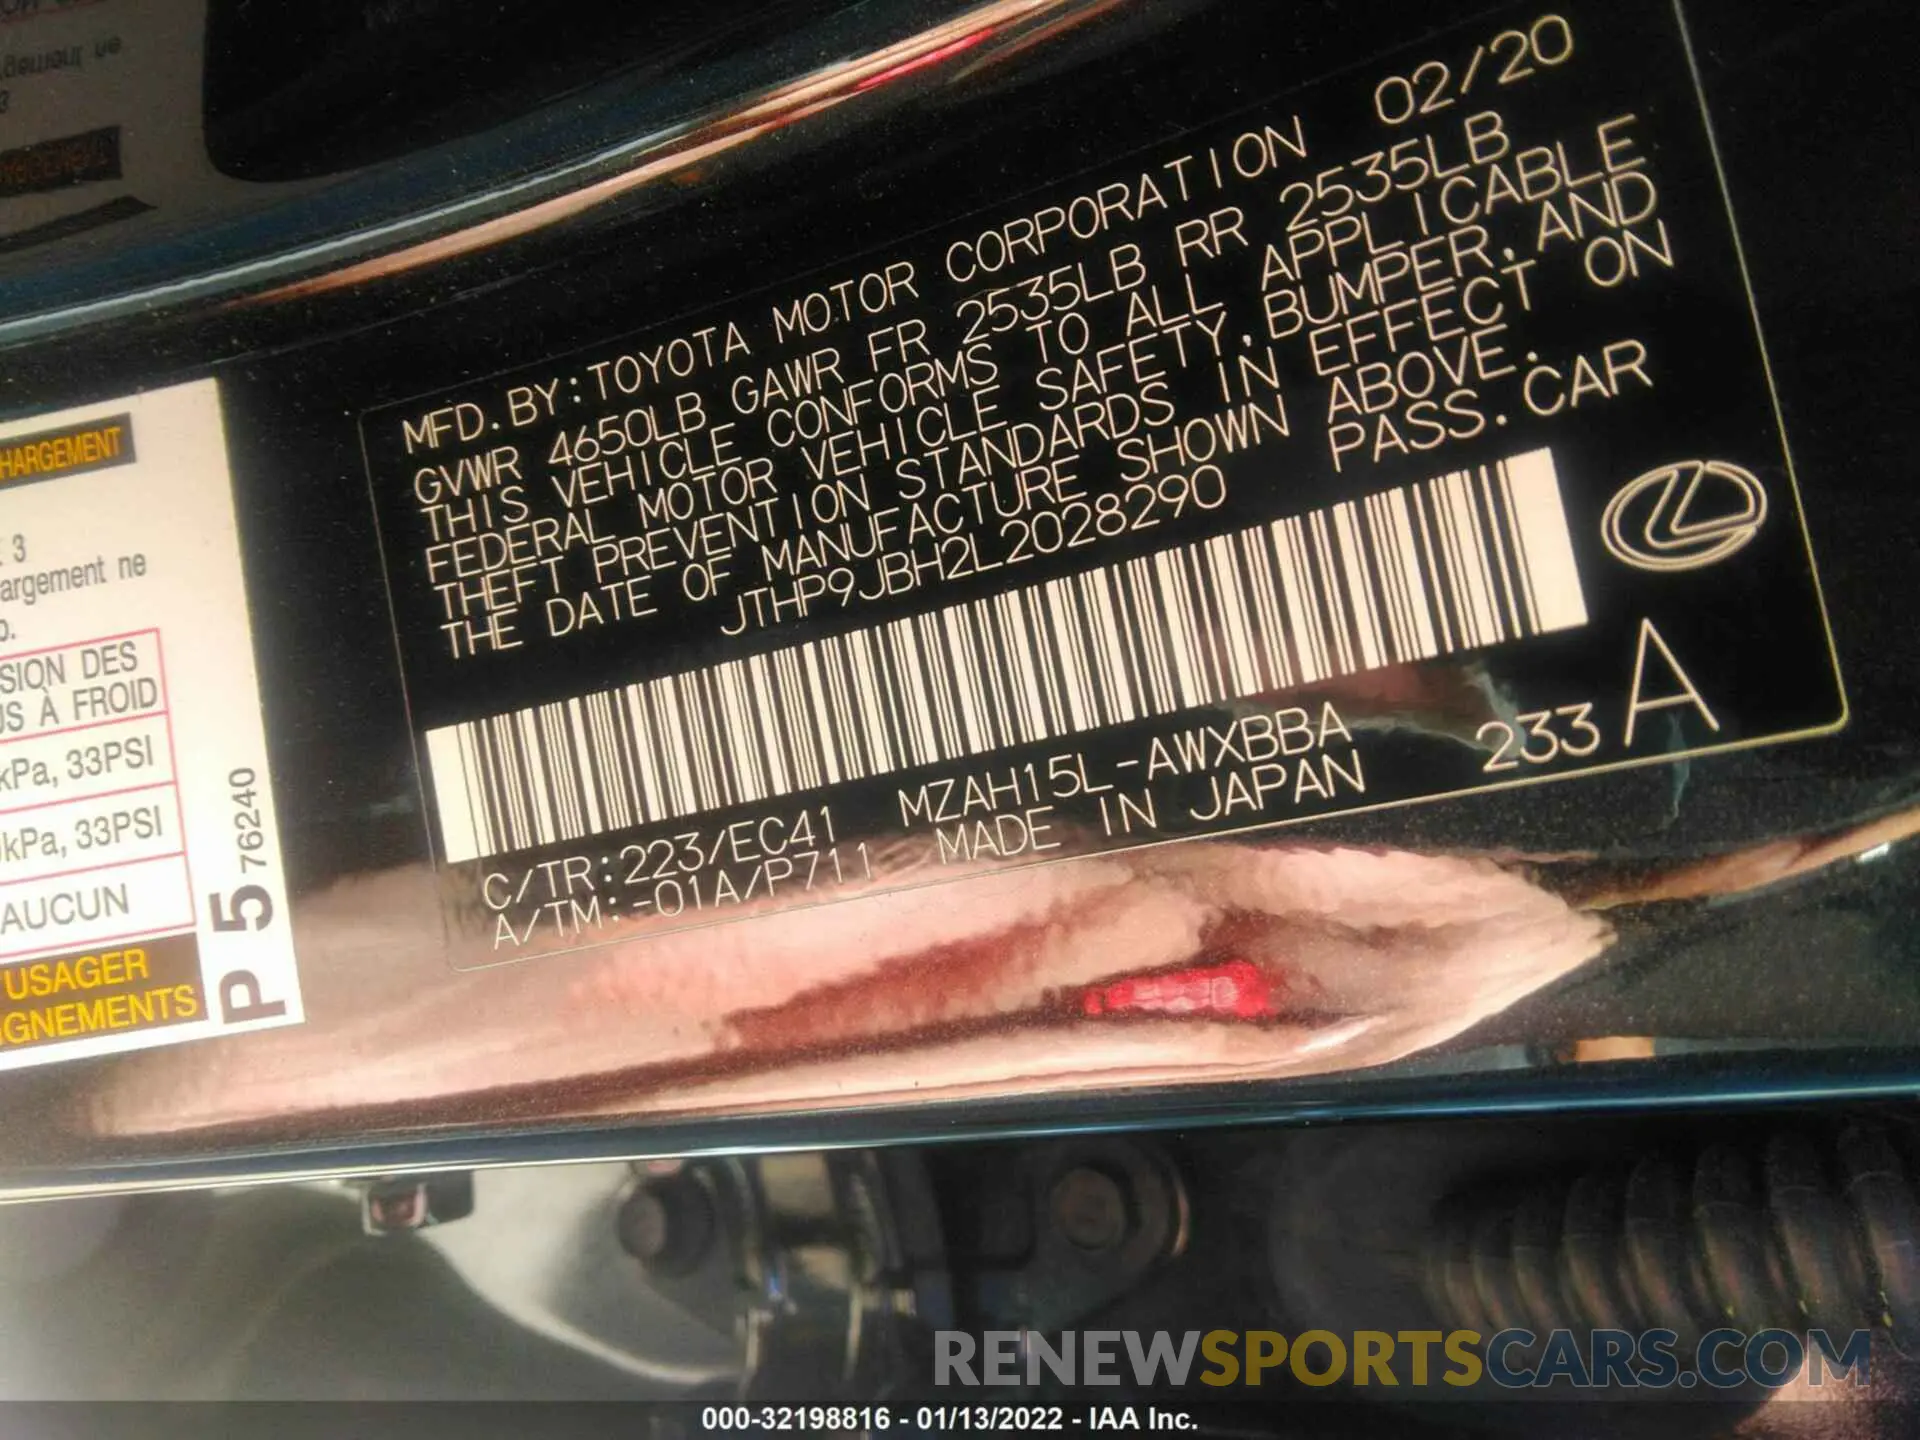 MFD. BY: TOYOTA MOTOR CORPORATION 02/20
GVWR 4650LB GAWR FR 2535LB RR 2535LB
THIS VEHICLE CONFORMS TO ALL APPLICABLE
FEDERAL MOTOR VEHICLE SAFETY, BUMPER, AND
THEFT PREVENTION STANDARDS IN EFFECT ON
THE DATE OF MANUFACTURE SHOWN ABOVE.
JTHP9JBH2L2028290 PASS. CAR
C/TR:223/EC41 MZAH15L-AWXBBA
A/TM:-01A/P711 MADE IN JAPAN
233 A
HARGEMENT
3
argement ne
SION DES
US À FROID
kPa, 33PSI
kPa, 33PSI
AUCUN
USAGER
GNEMENTS
P 5 76240
RENEWSPORTSCARS.COM
000-32198816 - 01/13/2022 - IAA Inc.